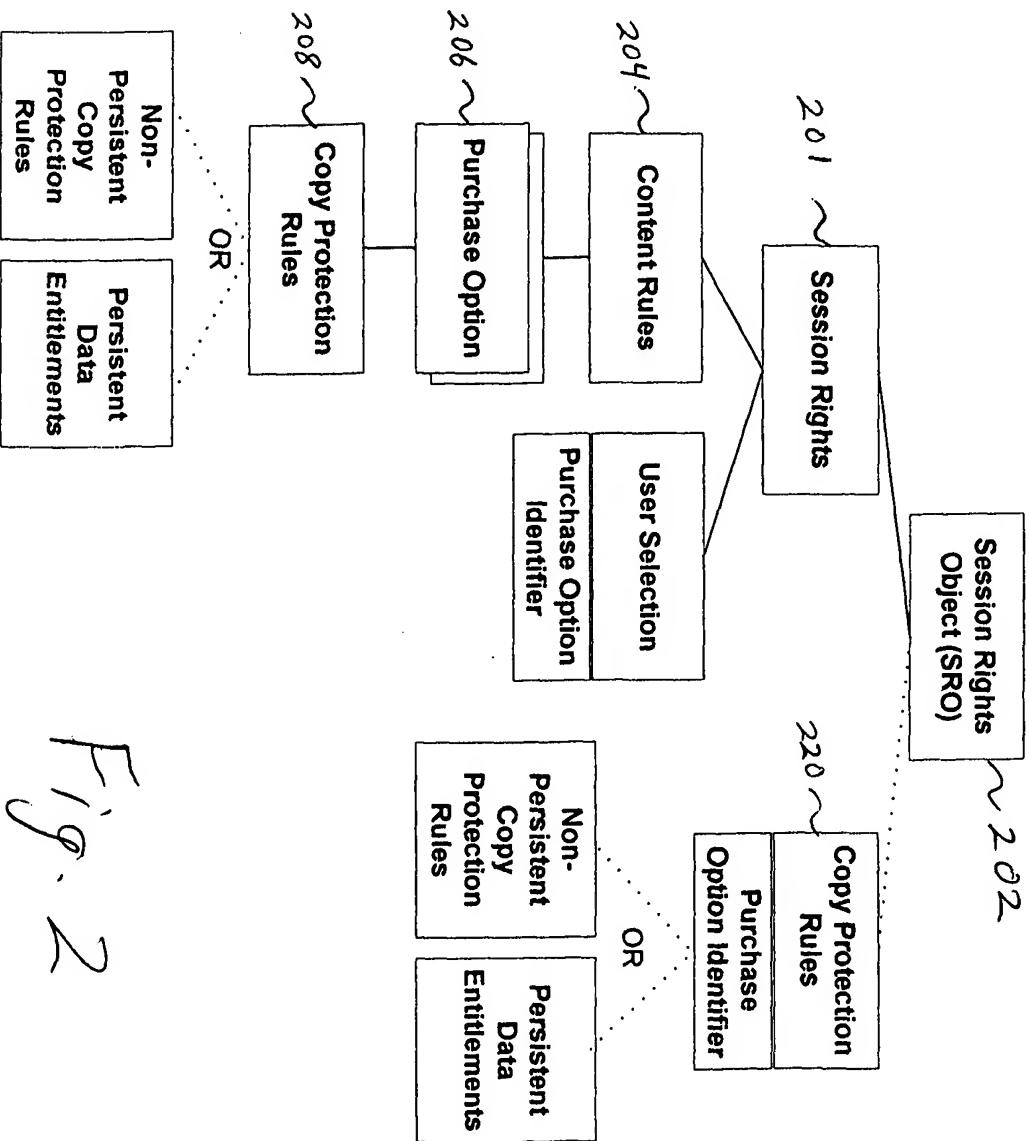 Session Rights
Object (SRO)
202
201
Session Rights
220
Copy Protection
Rules
Purchase
Option Identifier
204
Content Rules
User Selection
Purchase Option
Identifier
OR
Non-
Persistent
Copy
Protection
Rules
Persistent
Data
Entitlements
206
Purchase Option
208
Copy Protection
Rules
OR
Non-
Persistent
Copy
Protection
Rules
Persistent
Data
Entitlements
Fig. 2